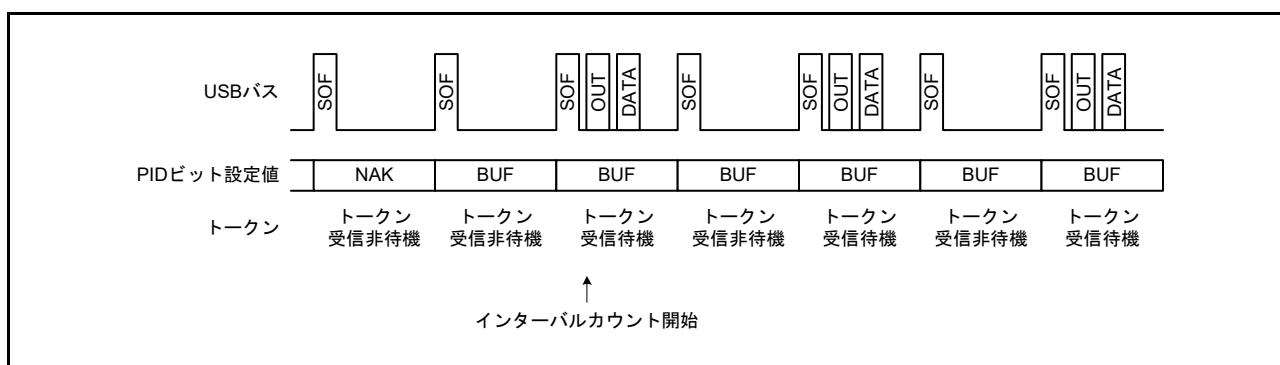 USBバス
SOF
SOF
SOF OUT DATA
SOF
SOF OUT DATA
SOF
SOF OUT DATA
PIDビット設定値 NAK BUF BUF BUF BUF BUF BUF
トークン
トークン
受信非待機
トークン
受信非待機
トークン
受信待機
トークン
受信非待機
トークン
受信待機
トークン
受信非待機
トークン
受信待機
インターバルカウント開始